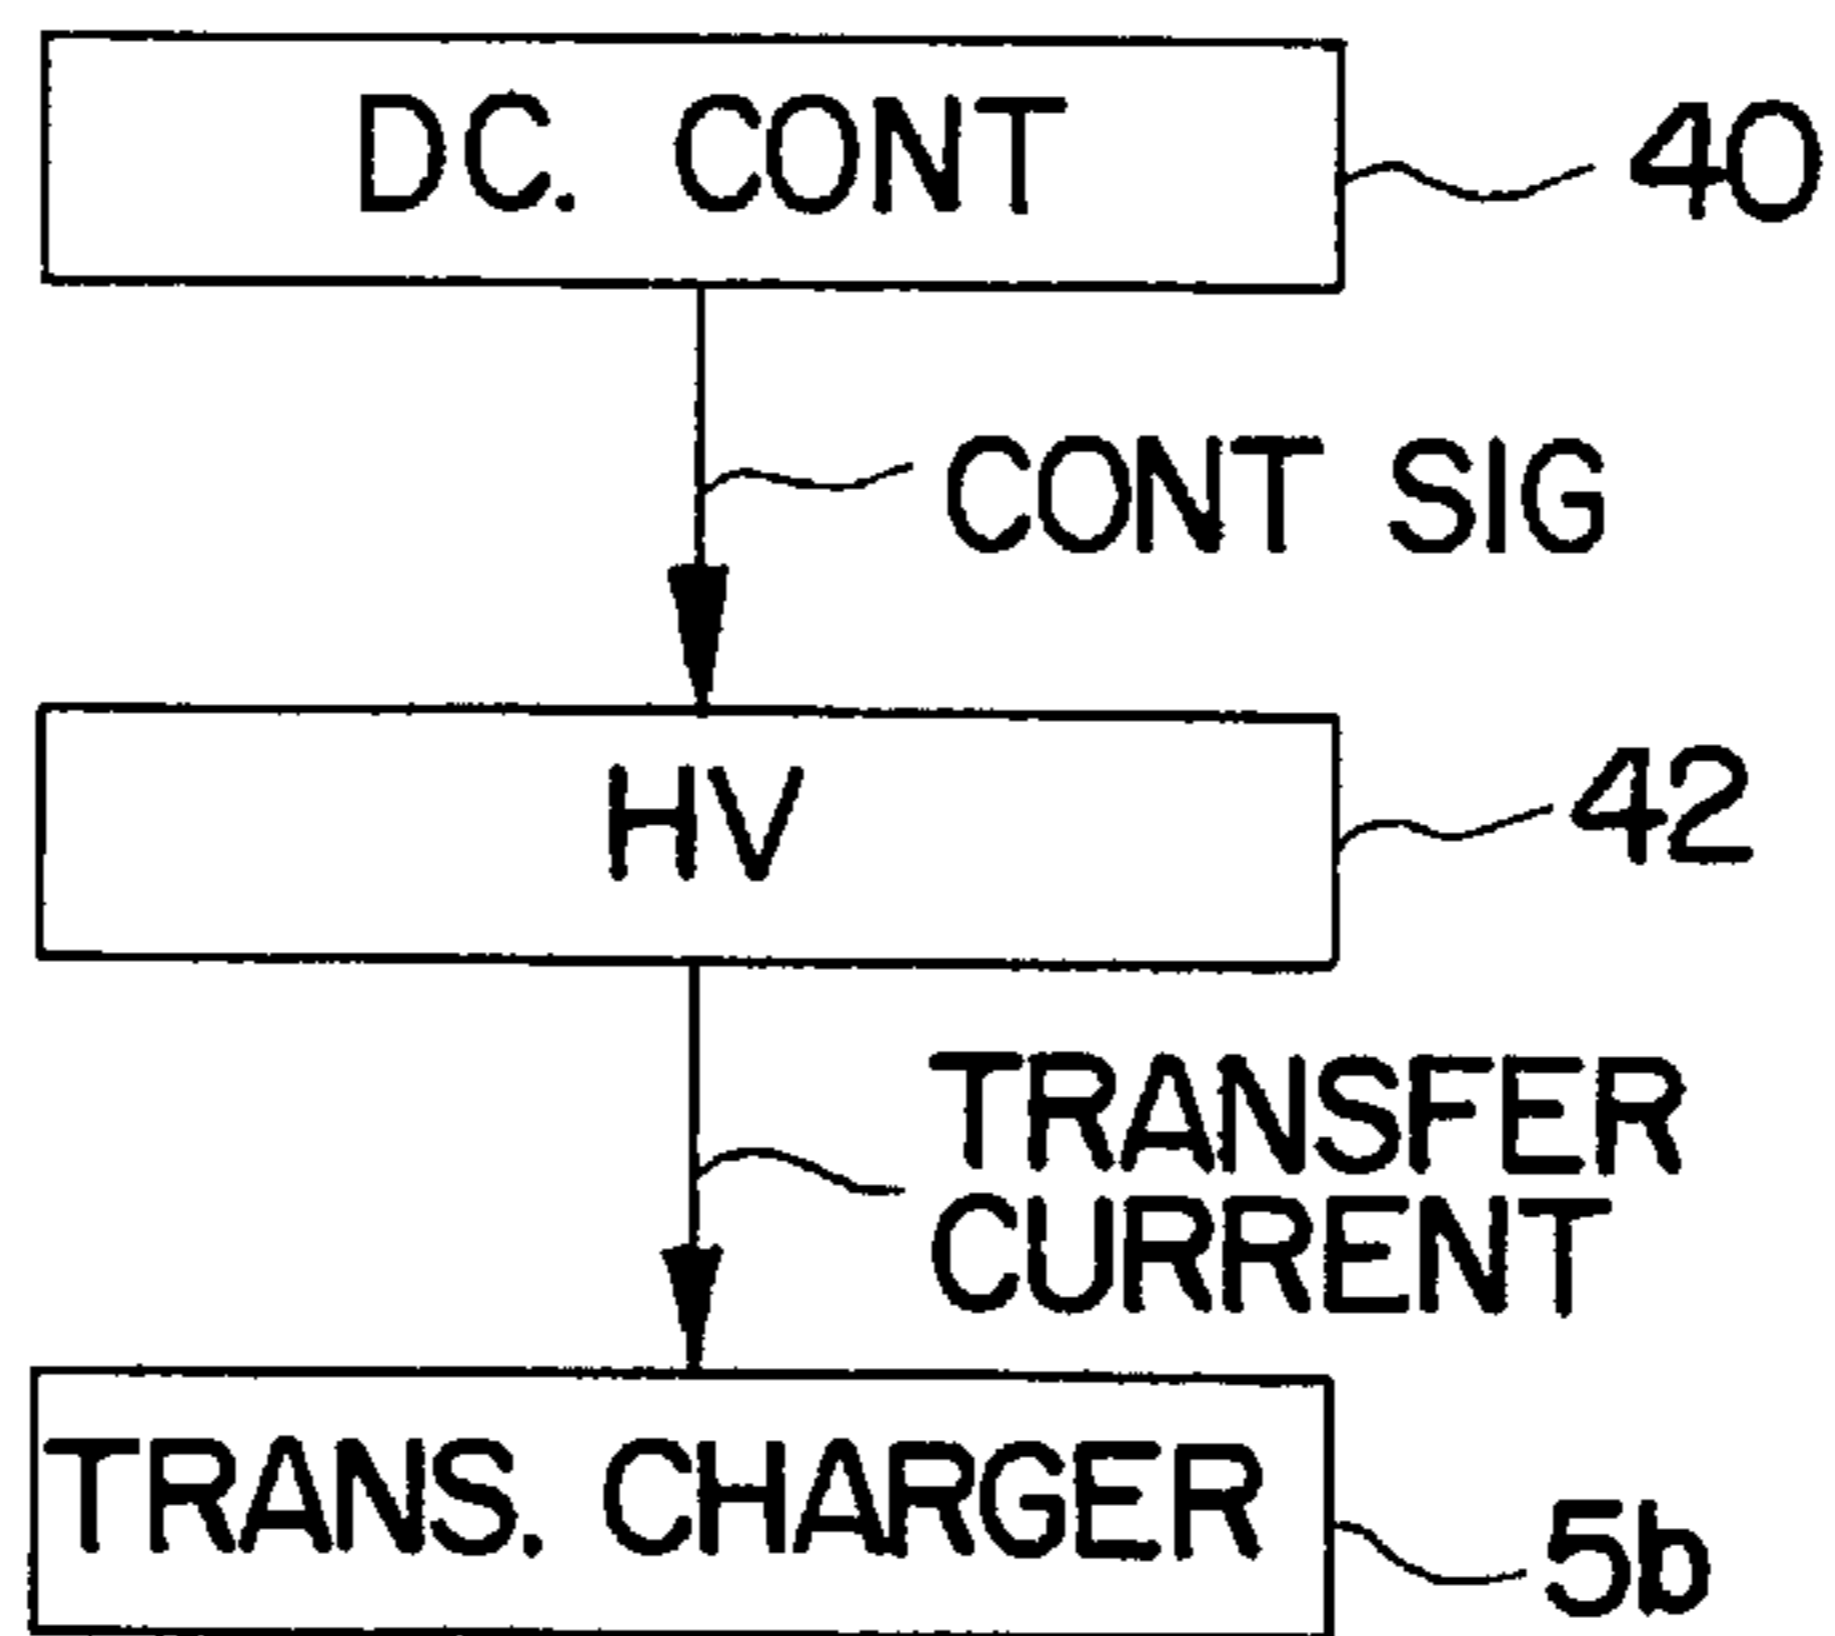 DC. CONT
40
CONT SIG
HV
42
TRANSFER
CURRENT
TRANS. CHARGER
5b